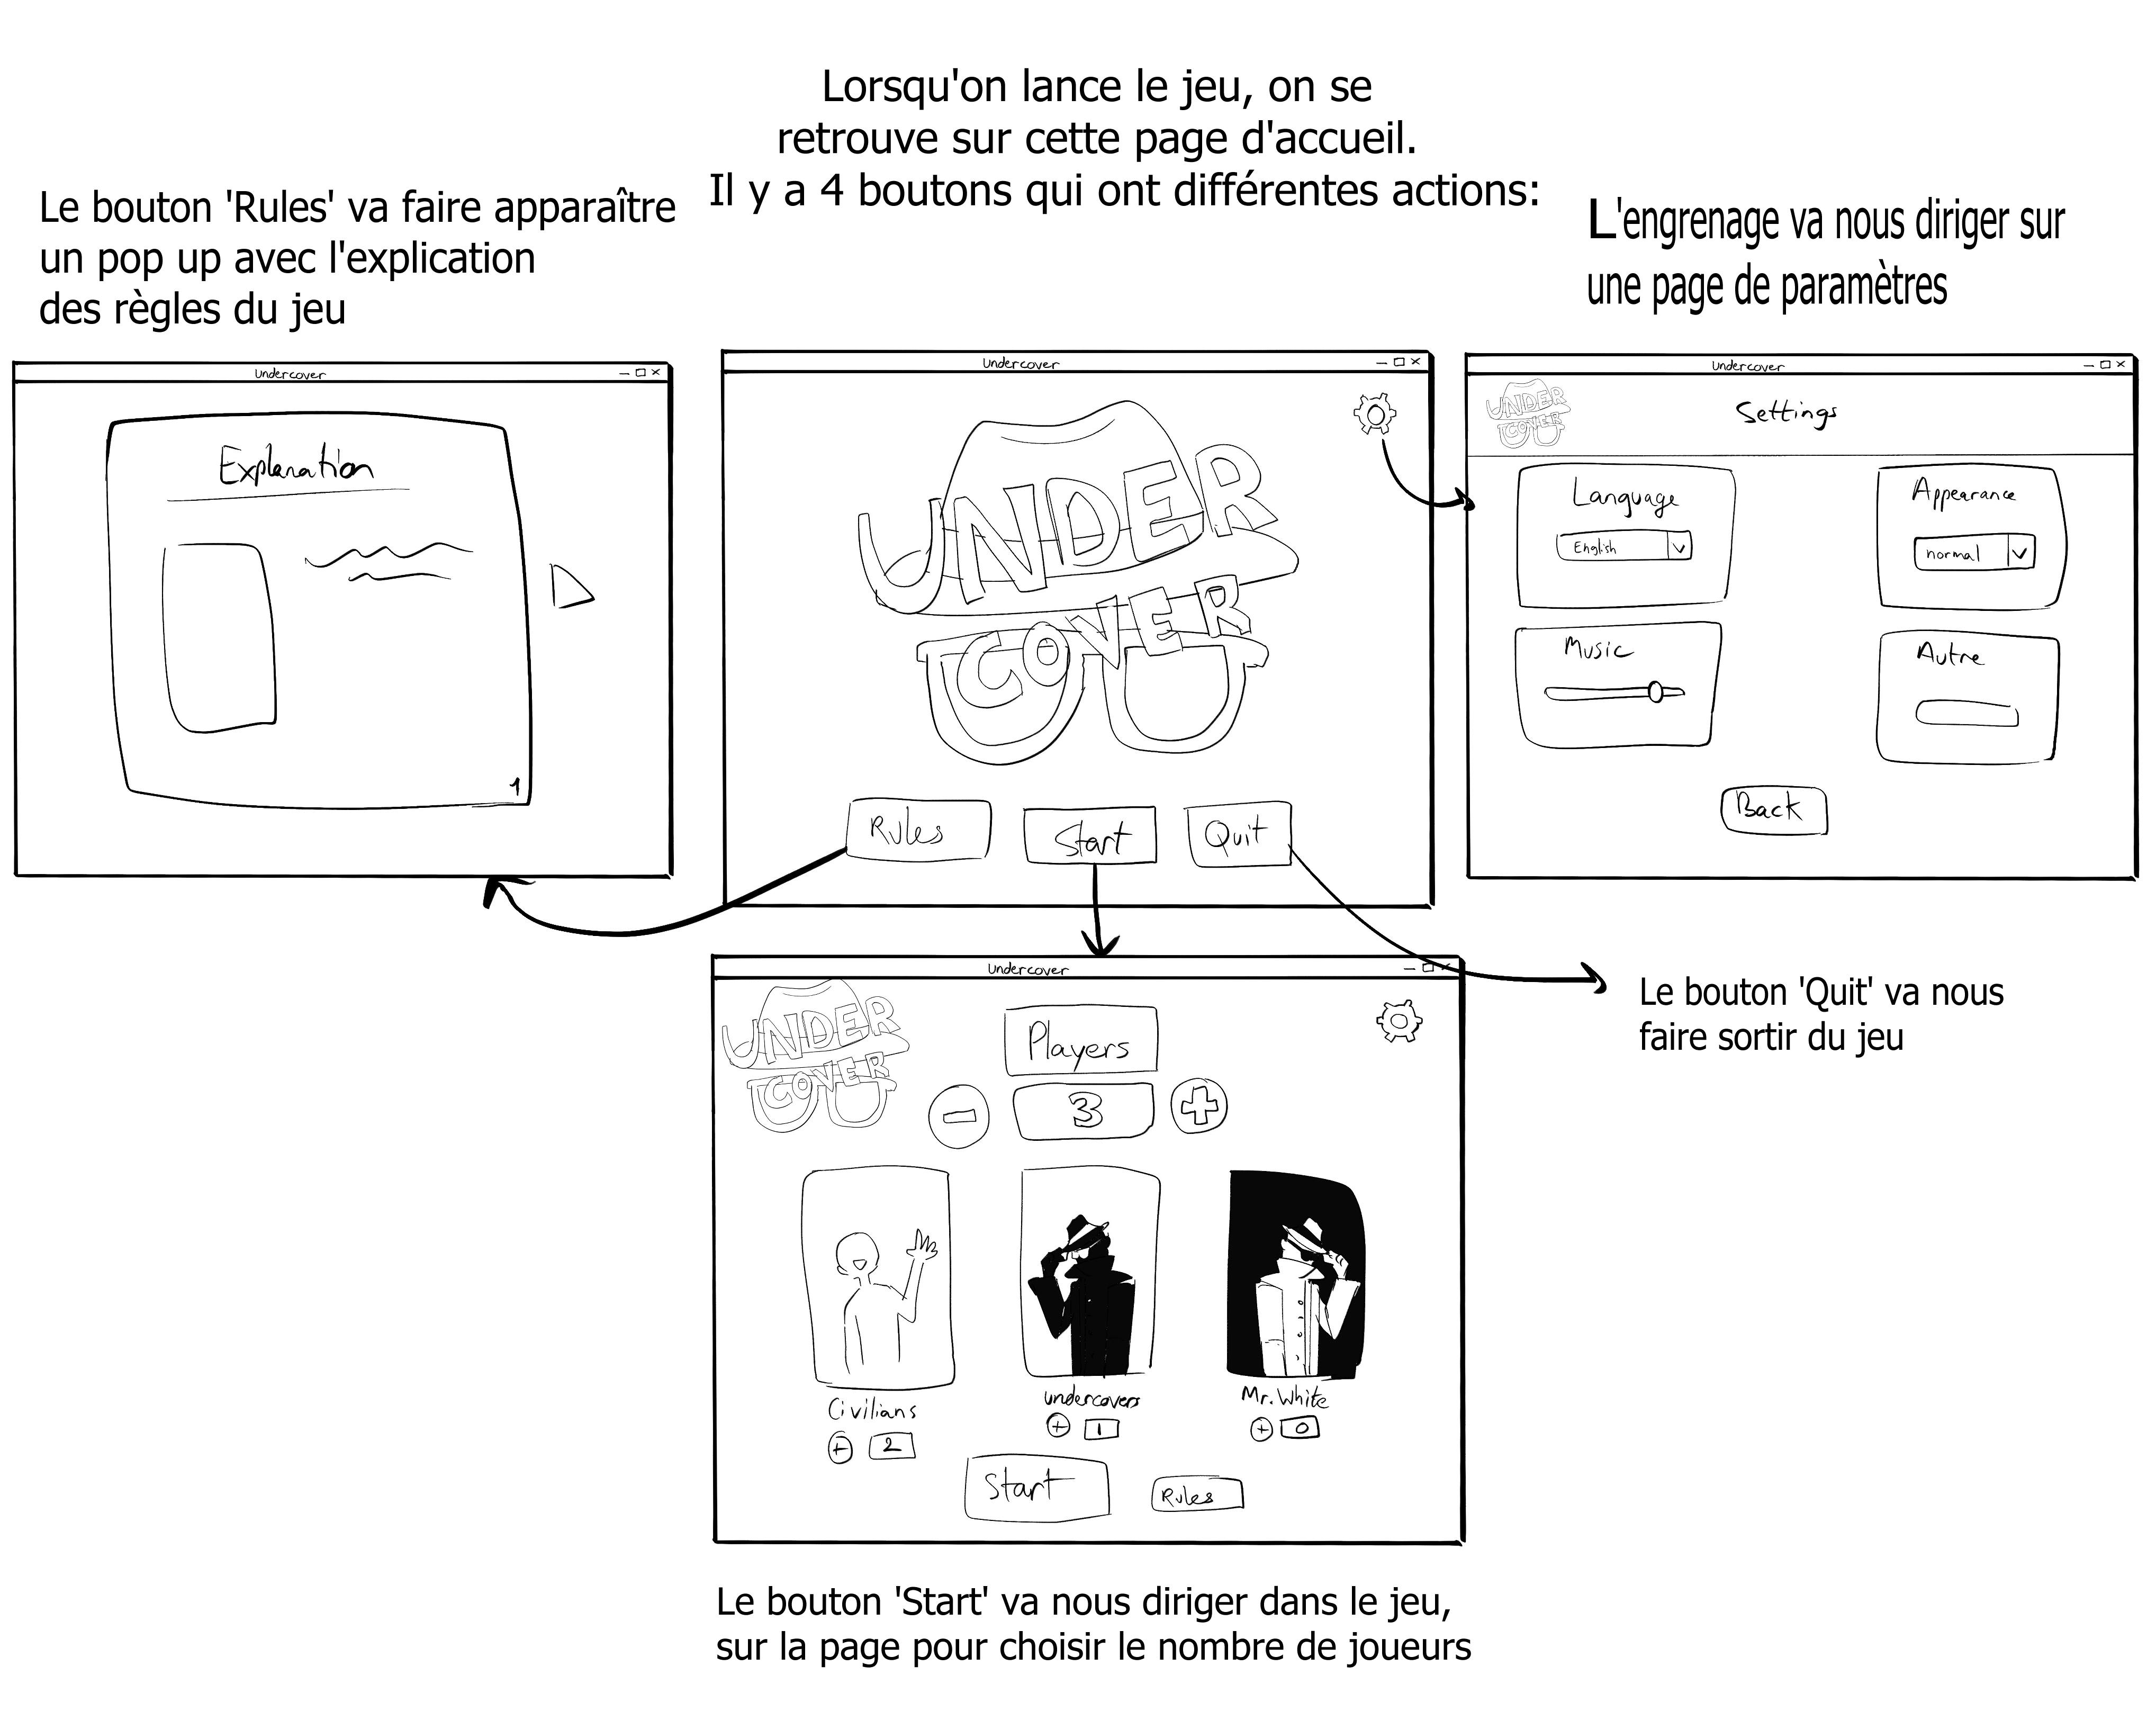 Lorsqu'on lance le jeu, on se
retrouve sur cette page d'accueil.
Il y a 4 boutons qui ont différentes actions:
Le bouton 'Rules' va faire apparaître
un pop up avec l'explication
des règles du jeu
L'engrenage va nous diriger sur
une page de paramètres
Undercover
Explanation
1
Undercover
UNDER
COVER
Rules
Start
Quit
Undercover
UNDER
COVER
Settings
Language
English
Appearance
normal
Music
Autre
Back
Le bouton 'Quit' va nous
faire sortir du jeu
Undercover
UNDER
COVER
Players
3
Civilians
2
undercovers
1
Mr. White
0
Start
Rules
Le bouton 'Start' va nous diriger dans le jeu,
sur la page pour choisir le nombre de joueurs